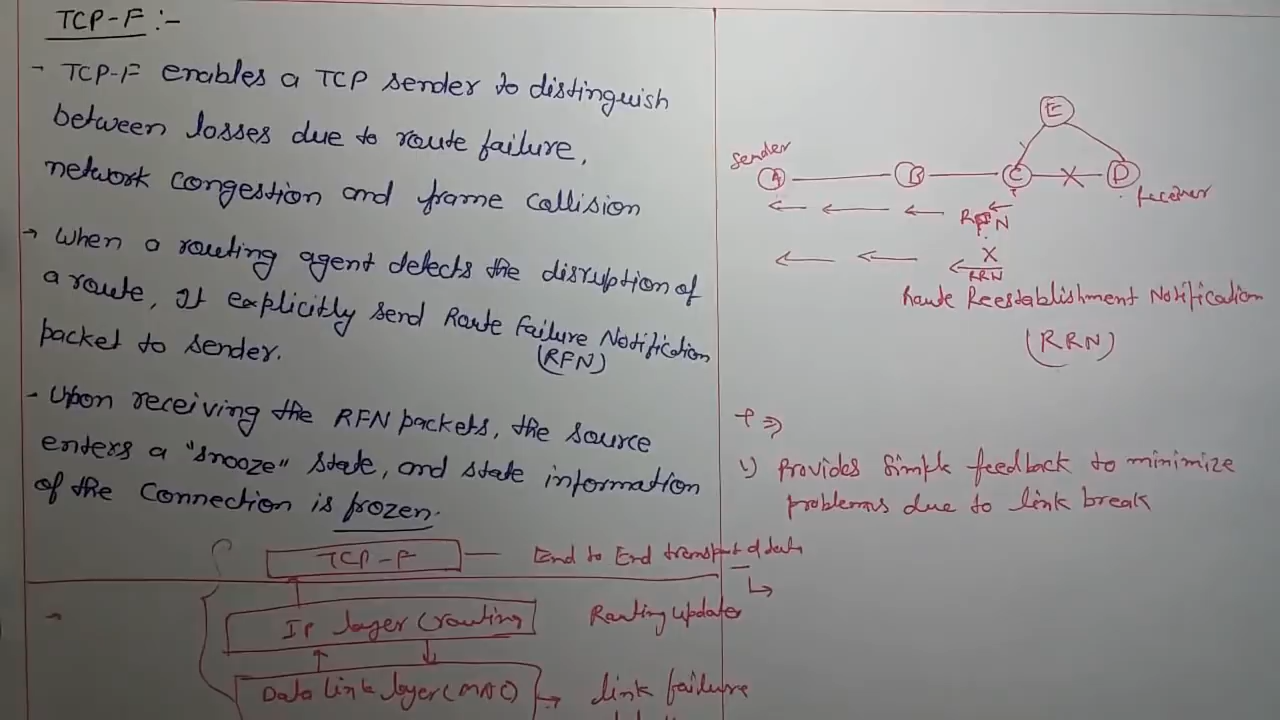 TCP-F :-
- TCP-F enables a TCP sender to distinguish
between losses due to route failure,
network congestion and frame collision
→ When a routing agent detects the disruption of
a route, It explicitly send Route Failure Notification
(RFN)
packet to sender.
- Upon receiving the RFN packets, the source
enters a "snooze" state, and state information
of the Connection is frozen.
TCP-F — End to End transport of data
IP layer (routing Routing updates
Data link layer (MAC) → link failure
Sender
A B C D E
receiver
RFN
X
RRN
Route Reestablishment Notification
(RRN)
+ ⇒
1) Provides simple feedback to minimize
problems due to link break